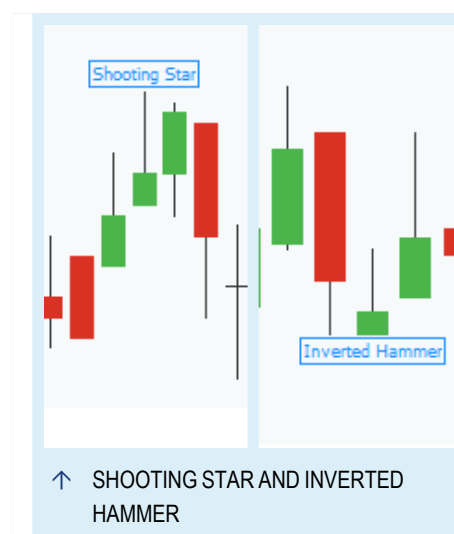 Shooting Star
Inverted Hammer
↑ SHOOTING STAR AND INVERTED
HAMMER